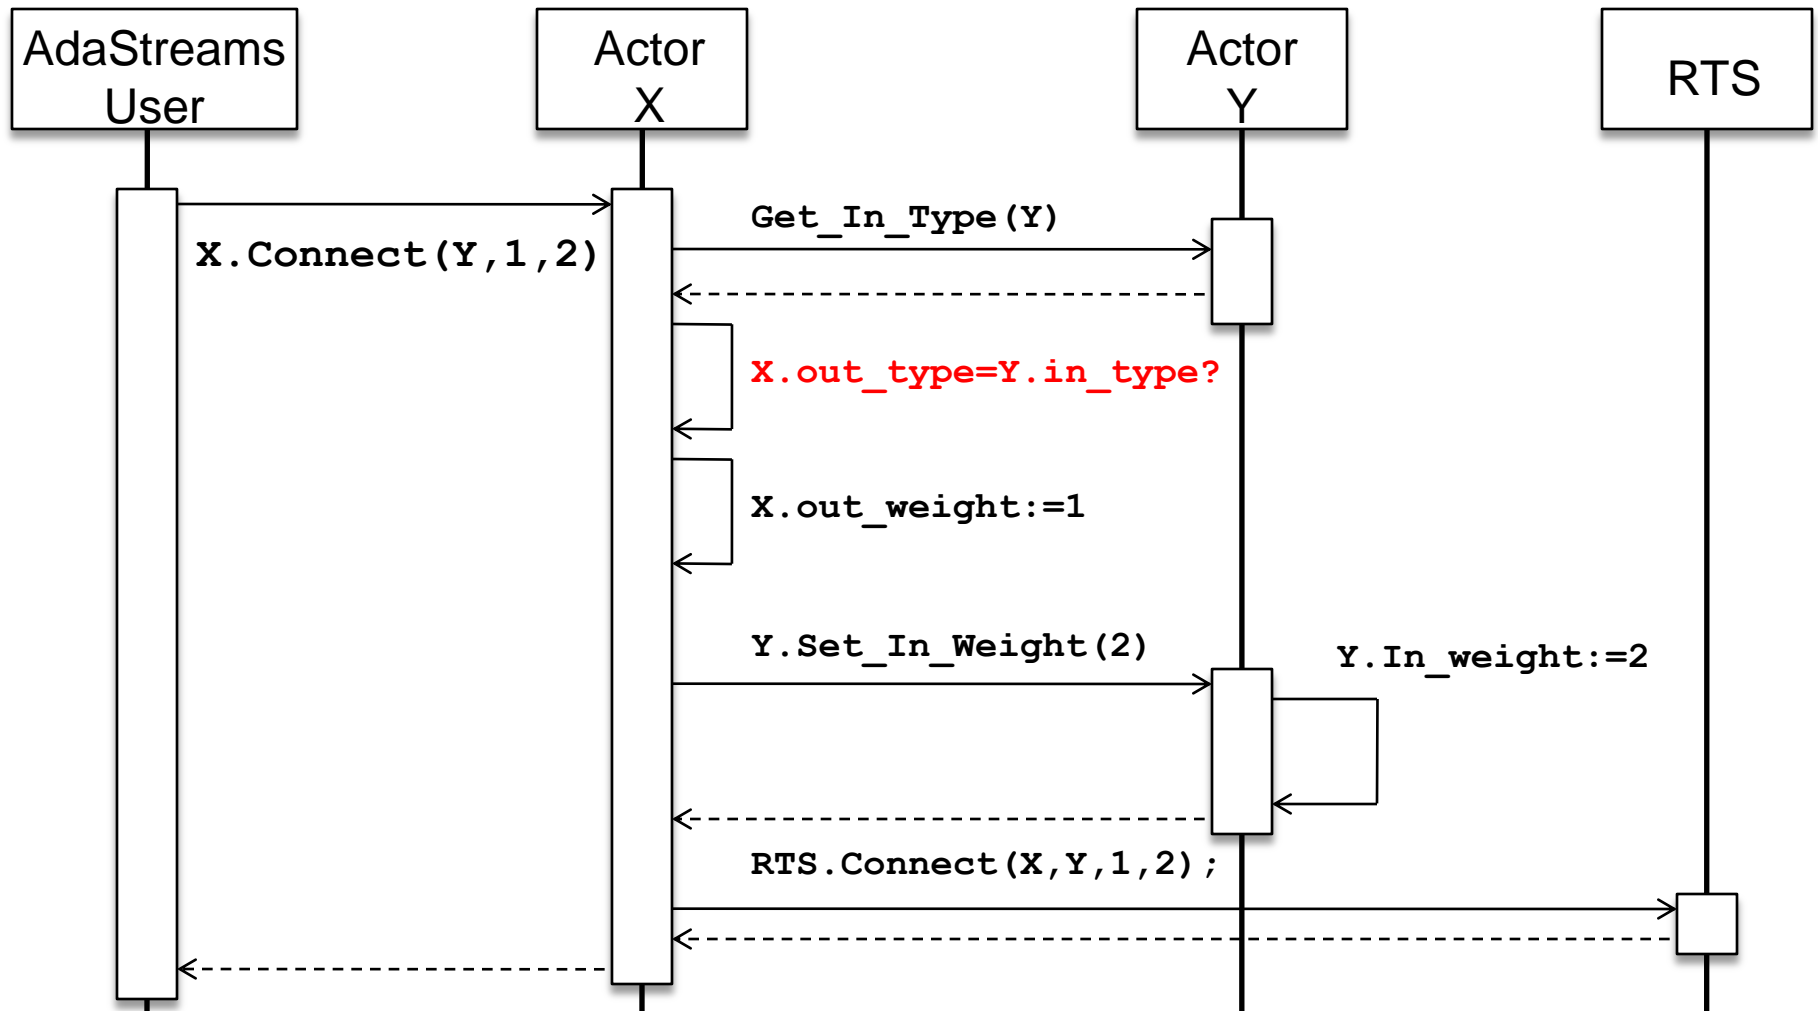 AdaStreams
User
Actor
X
Actor
Y
RTS
X.Connect(Y,1,2)
Get_In_Type(Y)
X.out_type=Y.in_type?
X.out_weight:=1
Y.Set_In_Weight(2)
Y.In_weight:=2
RTS.Connect(X,Y,1,2);